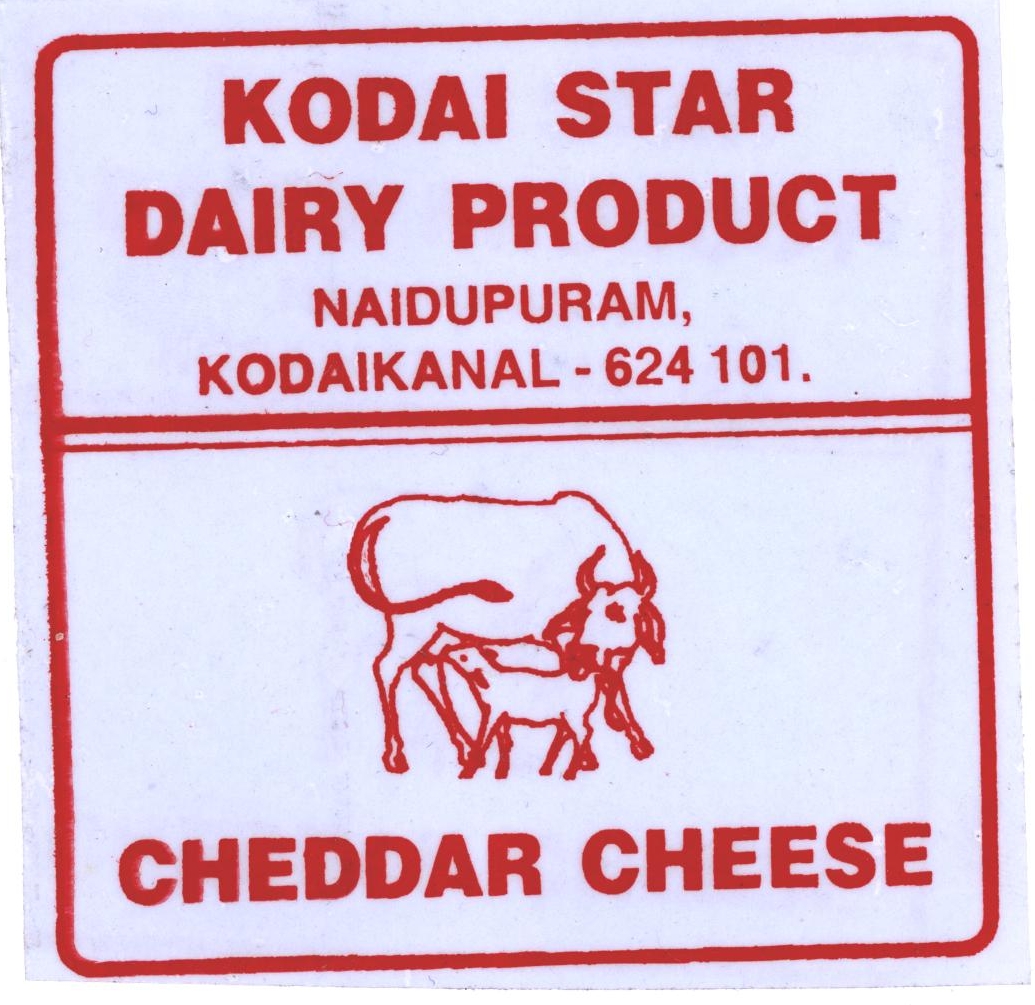 KODAI STAR
DAIRY PRODUCT
NAIDUPURAM,
KODAIKANAL - 624 101.
CHEDDAR CHEESE